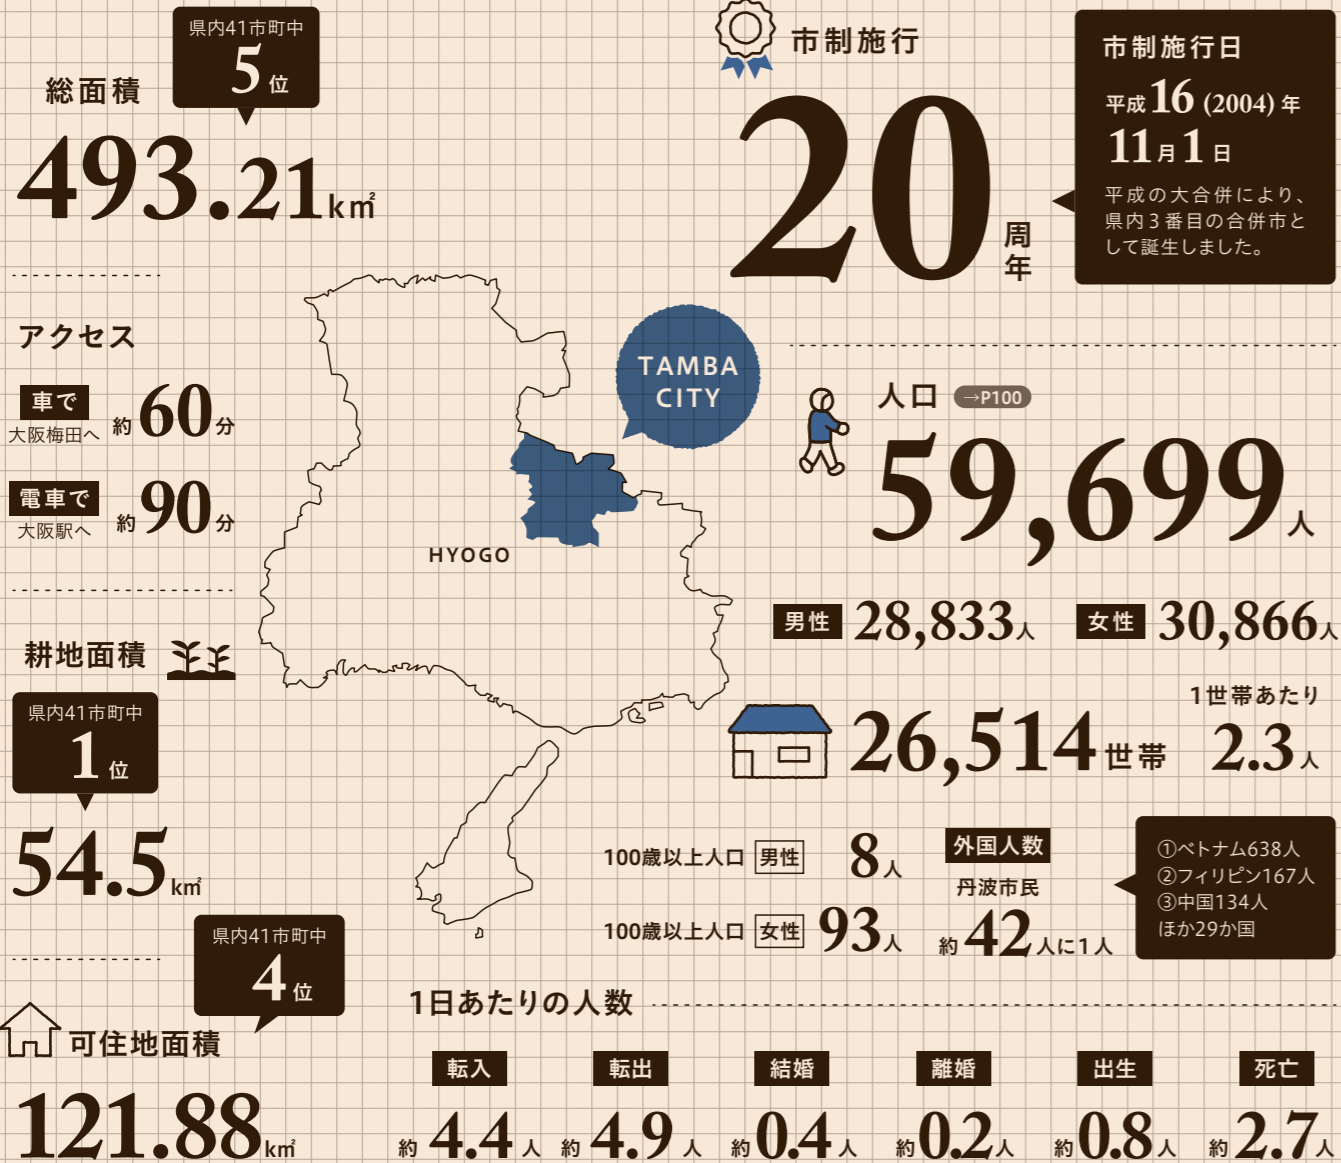 県内41市町中
5位
総面積
493.21k㎡
市制施行
20周年
市制施行日
平成16(2004)年
11月1日
平成の大合併により、
県内3番目の合併市と
して誕生しました。
アクセス
車で
大阪梅田へ
約60分
電車で
大阪駅へ
約90分
TAMBA
CITY
HYOGO
人口 →P100
59,699人
男性 28,833人
女性 30,866人
26,514世帯
1世帯あたり
2.3人
耕地面積
県内41市町中
1位
54.5k㎡
100歳以上人口 男性 8人
100歳以上人口 女性 93人
外国人数
丹波市民
約42人に1人
①ベトナム638人
②フィリピン167人
③中国134人
ほか29か国
県内41市町中
4位
可住地面積
121.88k㎡
1日あたりの人数
転入 約4.4人
転出 約4.9人
結婚 約0.4人
離婚 約0.2人
出生 約0.8人
死亡 約2.7人